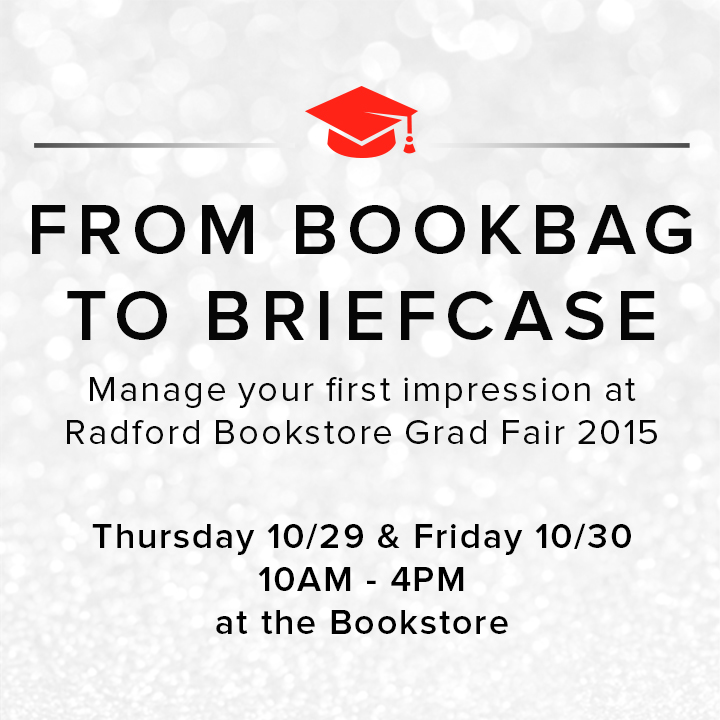 FROM BOOKBAG
TO BRIEFCASE
Manage your first impression at
Radford Bookstore Grad Fair 2015
Thursday 10/29 & Friday 10/30
10AM - 4PM
at the Bookstore